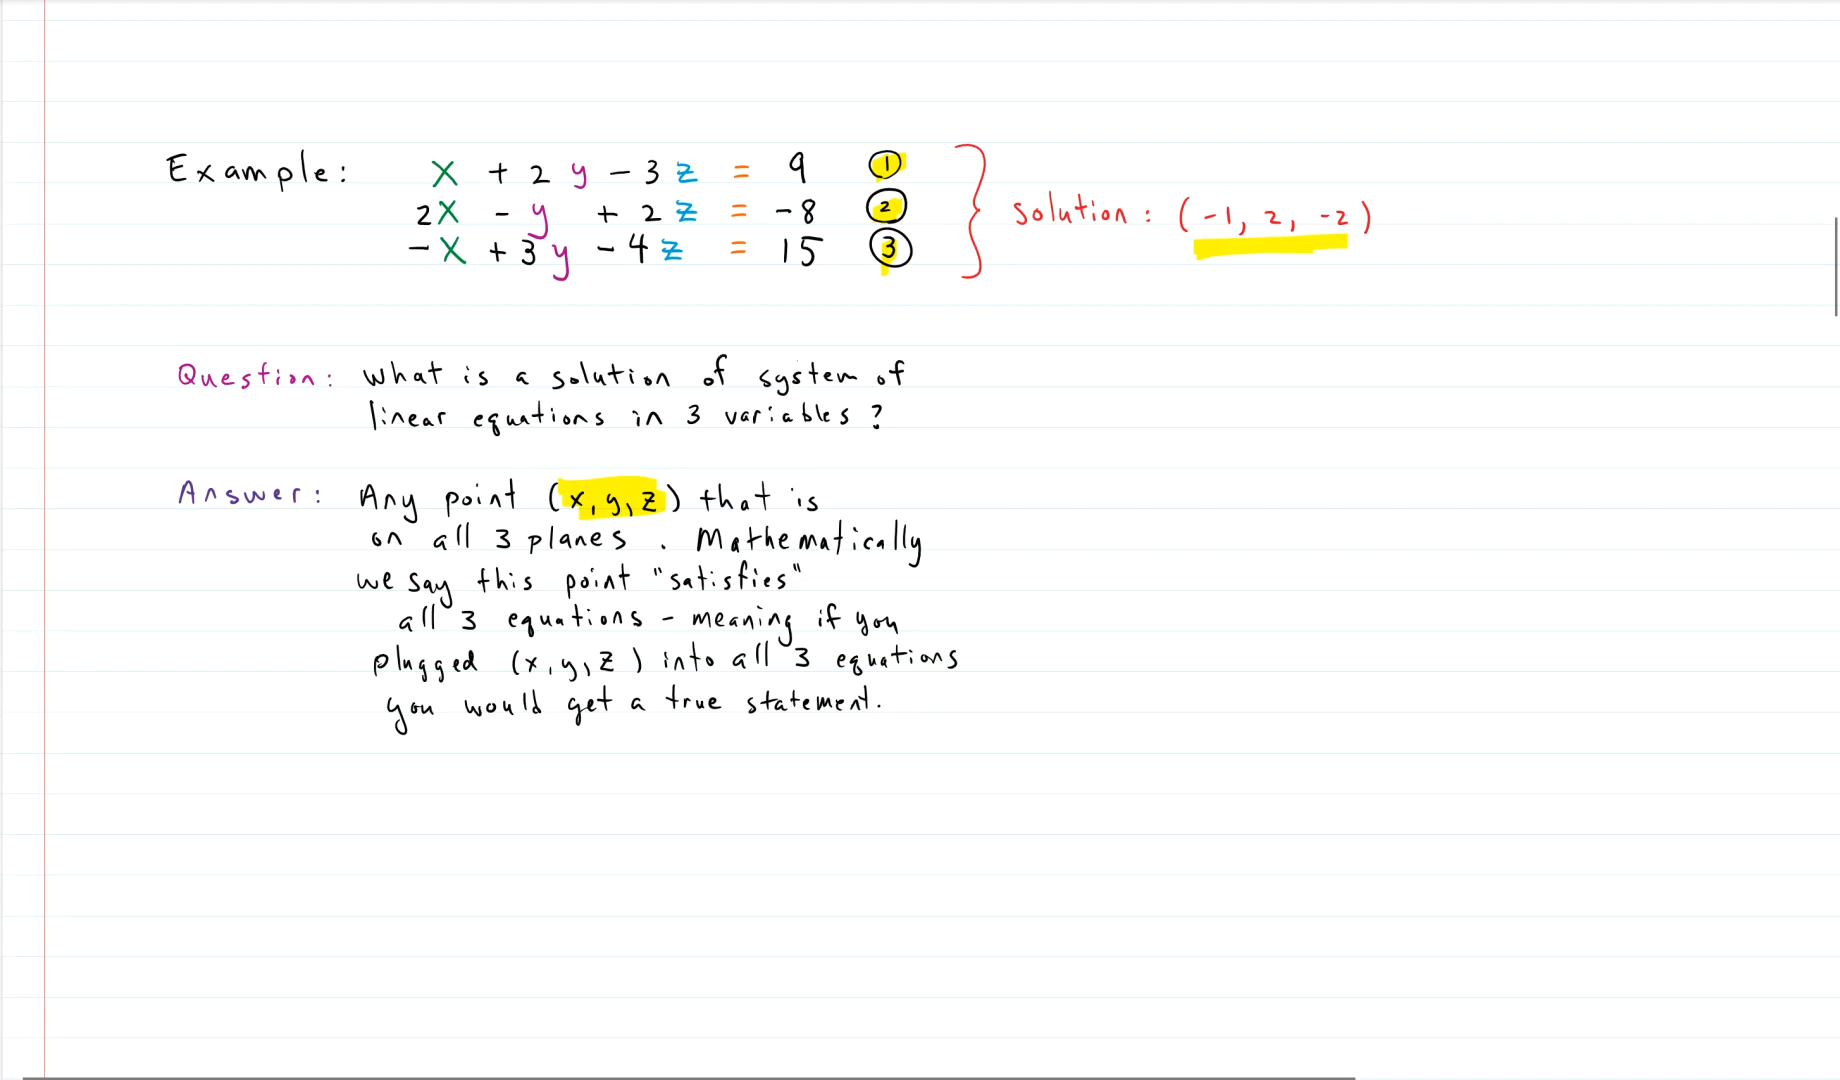 Example: x + 2y - 3z = 9 ① } solution: (-1, 2, -2)
2x - y + 2z = -8 ②
-x + 3y - 4z = 15 ③
Question: What is a solution of system of
linear equations in 3 variables?
Answer: Any point (x, y, z) that is
on all 3 planes. Mathematically
we say this point "satisfies"
all 3 equations - meaning if you
plugged (x, y, z) into all 3 equations
you would get a true statement.